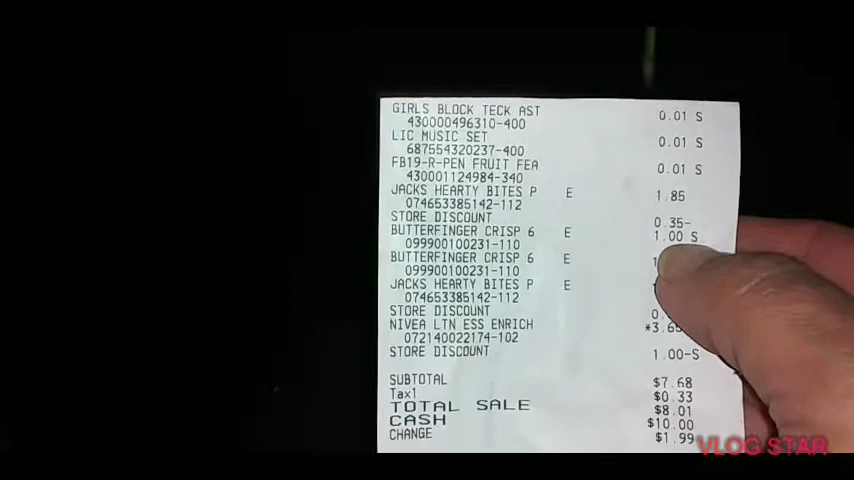 GIRLS BLOCK TECK AST 0.01 S
430000496310-400
LIC MUSIC SET 0.01 S
687554320237-400
FB19-R-PEN FRUIT FEA 0.01 S
430001124984-340
JACKS HEARTY BITES P E 1.85
074653385142-112
STORE DISCOUNT 0.35-
BUTTERFINGER CRISP 6 E 1.00 S
099900100231-110
BUTTERFINGER CRISP 6 E
099900100231-110
JACKS HEARTY BITES P E
074653385142-112
STORE DISCOUNT
NIVEA LTN ESS ENRICH
072140022174-102
STORE DISCOUNT 1.00-S
SUBTOTAL $7.68
Tax1 $0.33
TOTAL SALE $8.01
CASH $10.00
CHANGE $1.99
VLOG STAR